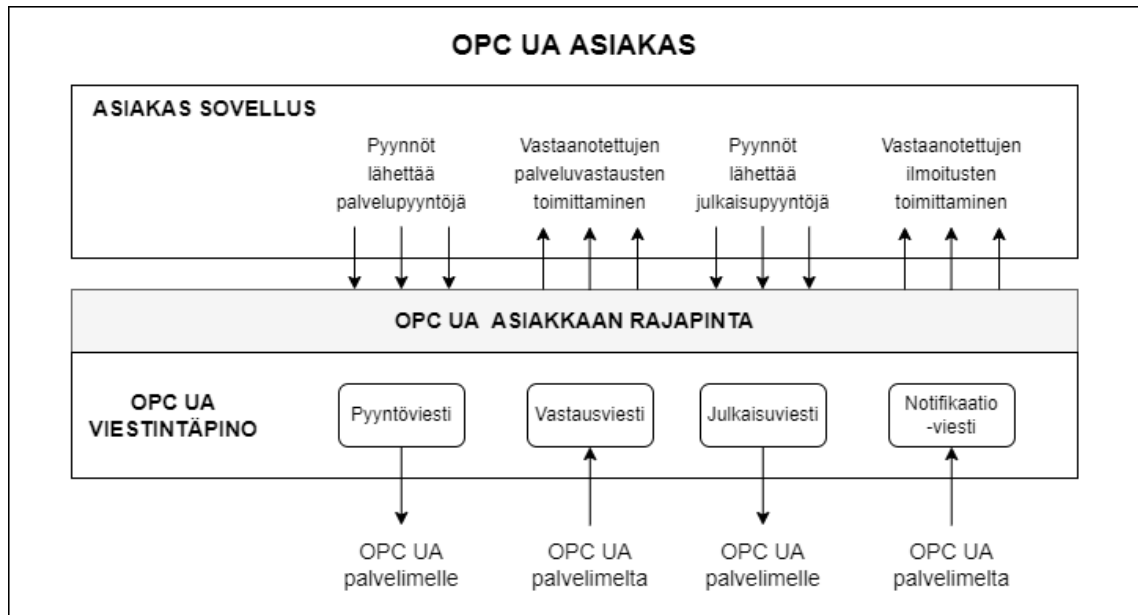 OPC UA ASIAKAS
ASIAKAS SOVELLUS
Pyynnöt
lähettää
palvelupyyntöjä
Vastaanotettujen
palveluvastausten
toimittaminen
Pyynnöt
lähettää
julkaisupyyntöjä
Vastaanotettujen
ilmoitusten
toimittaminen
OPC UA ASIAKKAAN RAJAPINTA
OPC UA
VIESTINTÄPINO
Pyyntöviesti
Vastausviesti
Julkaisuviesti
Notifikaatio
-viesti
OPC UA
palvelimelle
OPC UA
palvelimelta
OPC UA
palvelimelle
OPC UA
palvelimelta